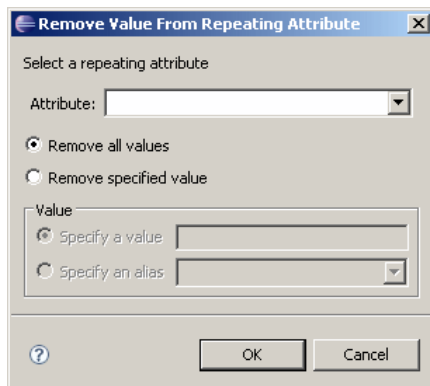 Remove Value From Repeating Attribute
Select a repeating attribute
Attribute:
Remove all values
Remove specified value
Value
Specify a value
Specify an alias
?
OK Cancel